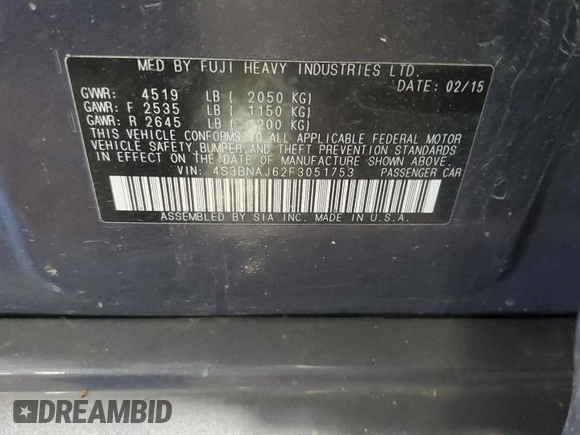 MFD BY FUJI HEAVY INDUSTRIES LTD.
DATE: 02/15
GVWR: 4519 LB ( 2050 KG)
GAWR: F 2535 LB ( 1150 KG)
GAWR: R 2645 LB ( 1200 KG)
THIS VEHICLE CONFORMS TO ALL APPLICABLE FEDERAL MOTOR
VEHICLE SAFETY, BUMPER, AND THEFT PREVENTION STANDARDS
IN EFFECT ON THE DATE OF MANUFACTURE SHOWN ABOVE.
VIN: 4S3BNAJ62F3051753 PASSENGER CAR
ASSEMBLED BY SIA INC. MADE IN U.S.A.
DREAMBID